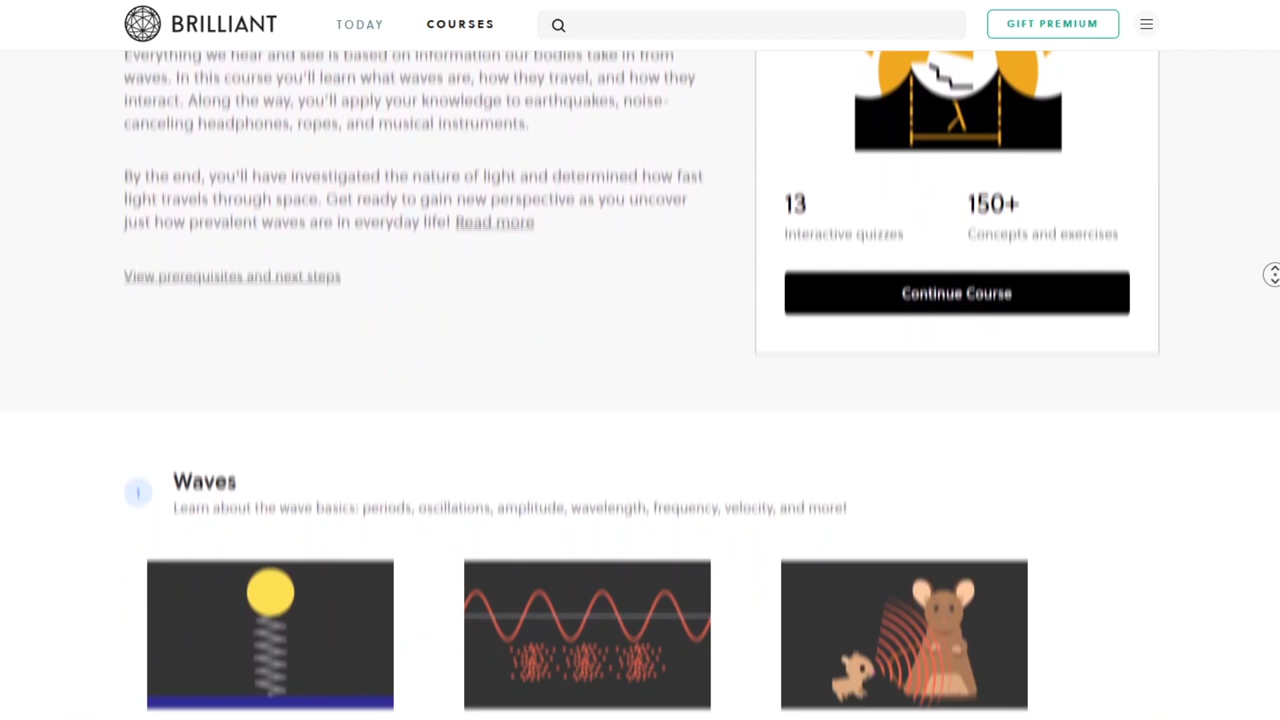 BRILLIANT
TODAY
COURSES
GIFT PREMIUM
Everything we hear and see is based on information our bodies take in from
waves. In this course you'll learn what waves are, how they travel, and how they
interact. Along the way, you'll apply your knowledge to earthquakes, noise-
canceling headphones, ropes, and musical instruments.
By the end, you'll have investigated the nature of light and determined how fast
light travels through space. Get ready to gain new perspective as you uncover
just how prevalent waves are in everyday life! Read more
View prerequisites and next steps
λ
13
Interactive quizzes
150+
Concepts and exercises
Continue Course
1
Waves
Learn about the wave basics: periods, oscillations, amplitude, wavelength, frequency, velocity, and more!